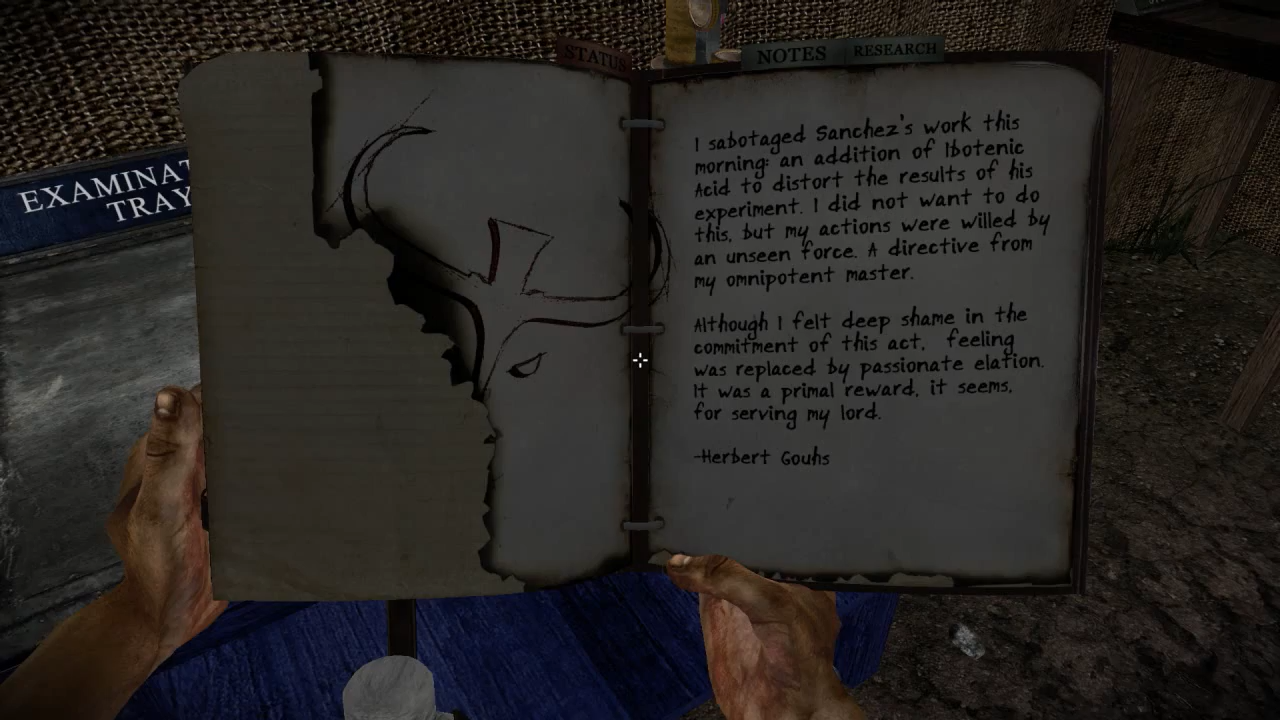 STATUS
NOTES
RESEARCH
EXAMINAT
TRAY
I sabotaged Sanchez's work this
morning: an addition of Ibotenic
Acid to distort the results of his
experiment. I did not want to do
this, but my actions were willed by
an unseen force. A directive from
my omnipotent master.
Although I felt deep shame in the
commitment of this act, feeling
was replaced by passionate elation.
It was a primal reward, it seems,
for serving my lord.
-Herbert Gouhs